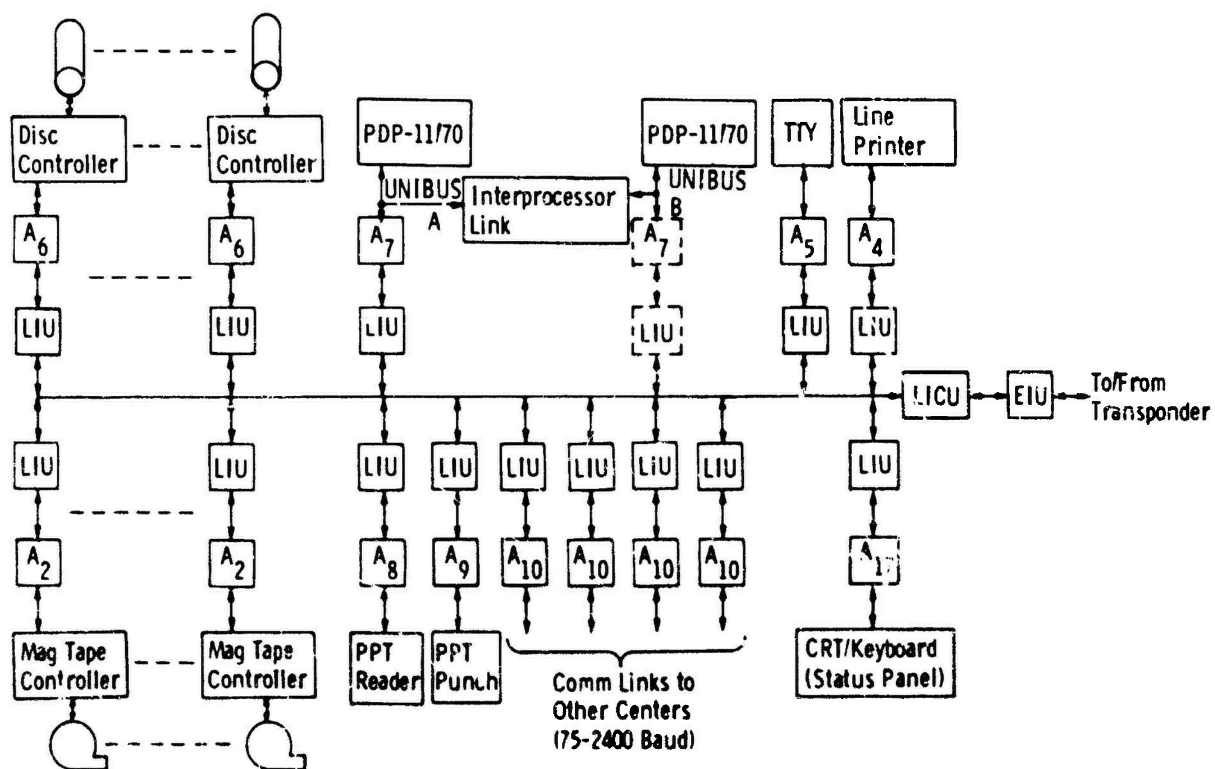 Disc
Controller
Disc
Controller
PDP-11/70
PDP-11/70
TTY
Line
Printer
UNIBUS
A
Interprocessor
Link
UNIBUS
B
A6
A6
A7
A7
A5
A4
LIU
LIU
LIU
LIU
LIU
LIU
LICU
EIU
To/From
Transponder
LIU
LIU
LIU
LIU
LIU
LIU
LIU
LIU
LIU
A2
A2
A8
A9
A10
A10
A10
A10
Mag Tape
Controller
Mag Tape
Controller
PPT
Reader
PPT
Punch
Comm Links to
Other Centers
(75-2400 Baud)
CRT/Keyboard
(Status Panel)